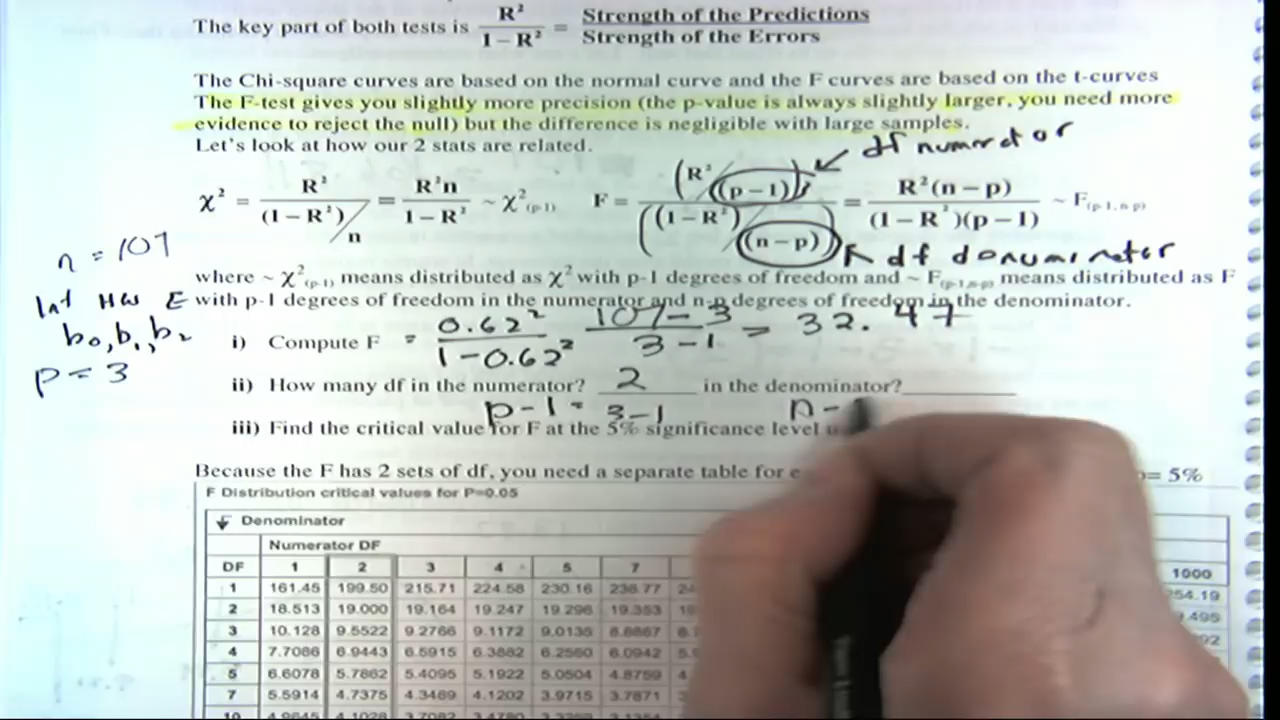 The key part of both tests is R² / 1 – R² = Strength of the Predictions / Strength of the Errors
The Chi-square curves are based on the normal curve and the F curves are based on the t-curves
The F-test gives you slightly more precision (the p-value is always slightly larger, you need more
evidence to reject the null) but the difference is negligible with large samples.
Let's look at how our 2 stats are related.
df numerator
χ² = R² / ((1 – R²) / n) = R²n / 1 – R² ~ χ²(p-1) F = (R² / (p – 1)) / ((1 – R²) / (n – p)) = R²(n – p) / (1 – R²)(p – 1) ~ F(p-1, n-p)
df donuminator
n = 107
where ~ χ²(p-1) means distributed as χ² with p-1 degrees of freedom and ~ F(p-1,n-p) means distributed as F
Int HW E
with p-1 degrees of freedom in the numerator and n-p degrees of freedom in the denominator.
b0, b1, b2
i) Compute F = 0.62² / 1 – 0.62² 107 – 3 / 3 – 1 = 32.47
p = 3
ii) How many df in the numerator? 2 in the denominator?
p – 1 = 3 – 1 n –
iii) Find the critical value for F at the 5% significance level
Because the F has 2 sets of df, you need a separate table for = 5%
F Distribution critical values for P=0.05
Denominator
Numerator DF
DF 1 2 3 4 5 7 1000
1 161.45 199.50 215.71 224.58 230.16 236.77 254.19
2 18.513 19.000 19.164 19.247 19.296 19.353
3 10.128 9.5522 9.2766 9.1172 9.0135 8.8867
4 7.7086 6.9443 6.5915 6.3882 6.2560 6.0942
5 6.6078 5.7862 5.4095 5.1922 5.0504 4.8759
7 5.5914 4.7375 4.3469 4.1202 3.9715 3.7871
10